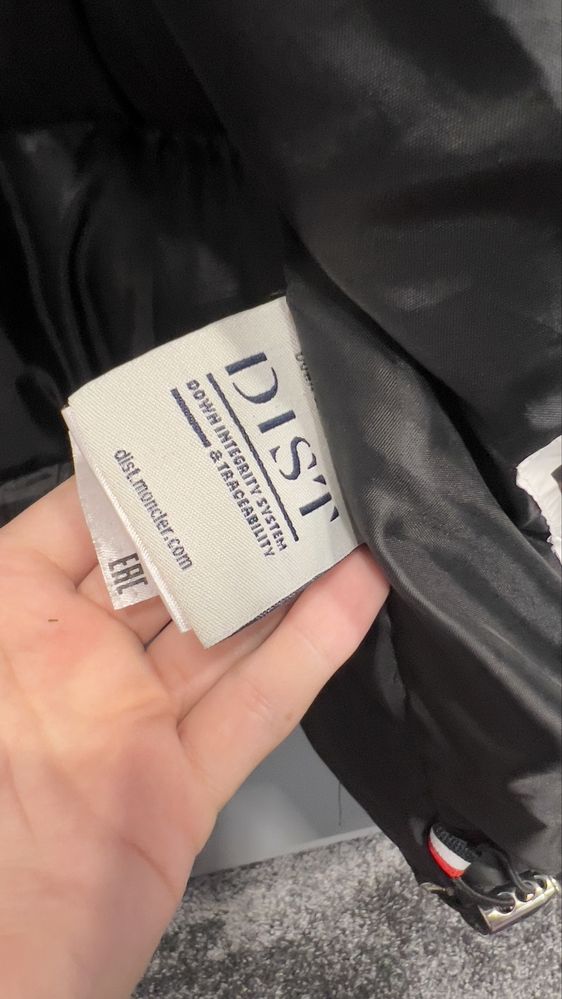 DIST
DOWN INTEGRITY SYSTEM
& TRACEABILITY
dist.moncler.com
EAC